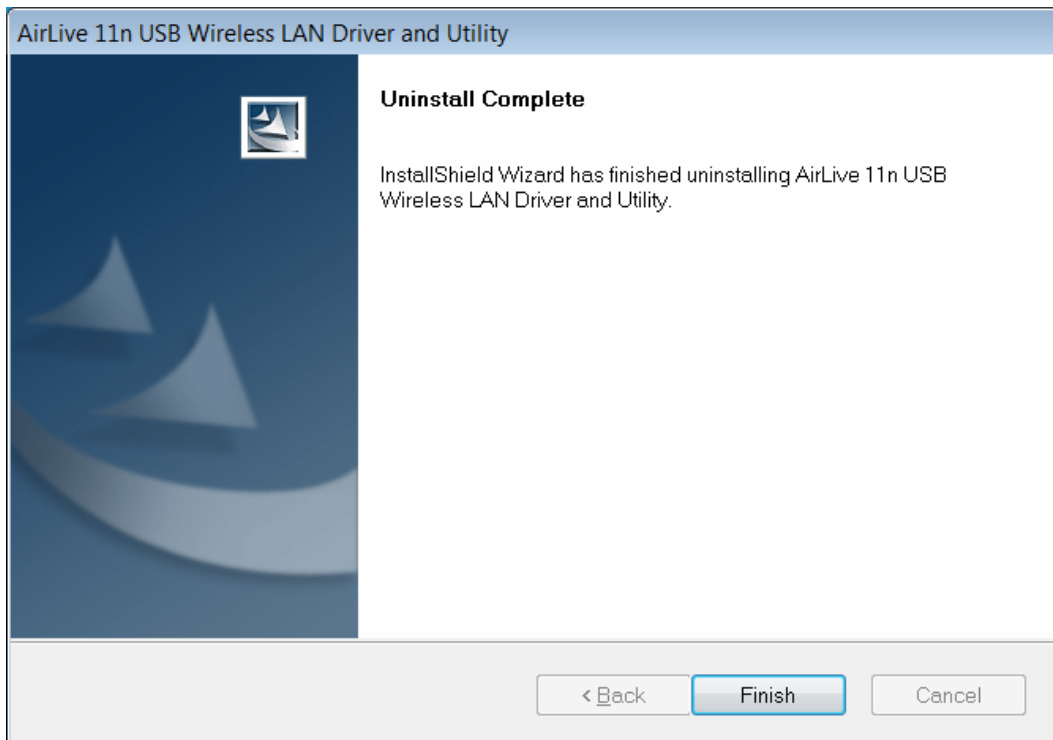 AirLive 11n USB Wireless LAN Driver and Utility
Uninstall Complete
InstallShield Wizard has finished uninstalling AirLive 11n USB
Wireless LAN Driver and Utility.
< Back Finish Cancel